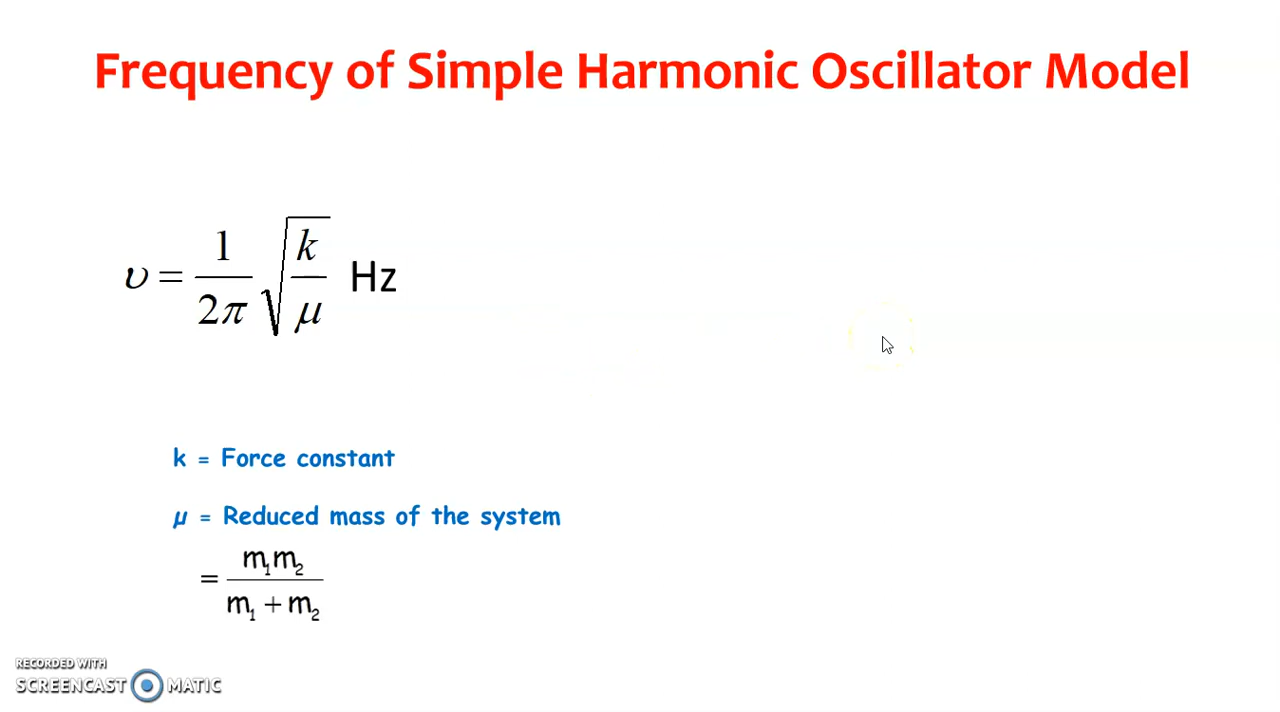 Frequency of Simple Harmonic Oscillator Model
υ = 1/2π √k/μ Hz
k = Force constant
μ = Reduced mass of the system
= m₁m₂/m₁ + m₂
RECORDED WITH
SCREENCAST MATIC